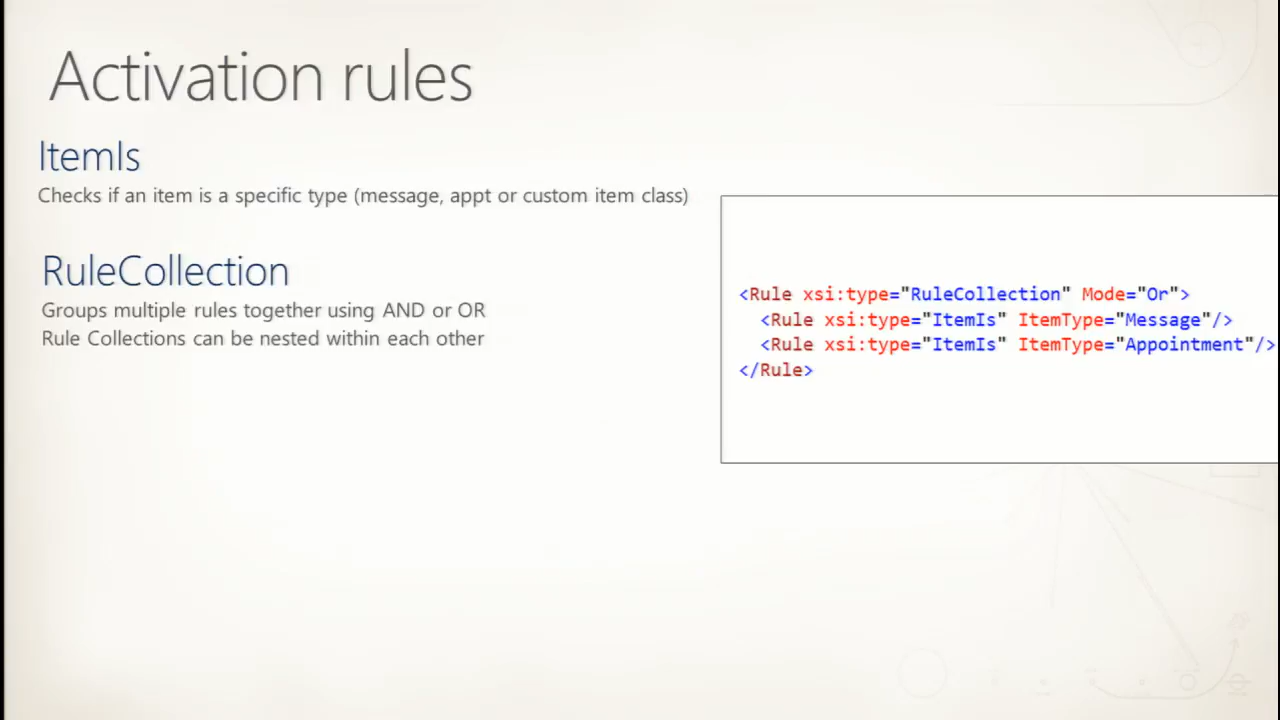 Activation rules
ItemIs
Checks if an item is a specific type (message, appt or custom item class)
RuleCollection
Groups multiple rules together using AND or OR
Rule Collections can be nested within each other
<Rule xsi:type="RuleCollection" Mode="Or">
  <Rule xsi:type="ItemIs" ItemType="Message"/>
  <Rule xsi:type="ItemIs" ItemType="Appointment"/>
</Rule>